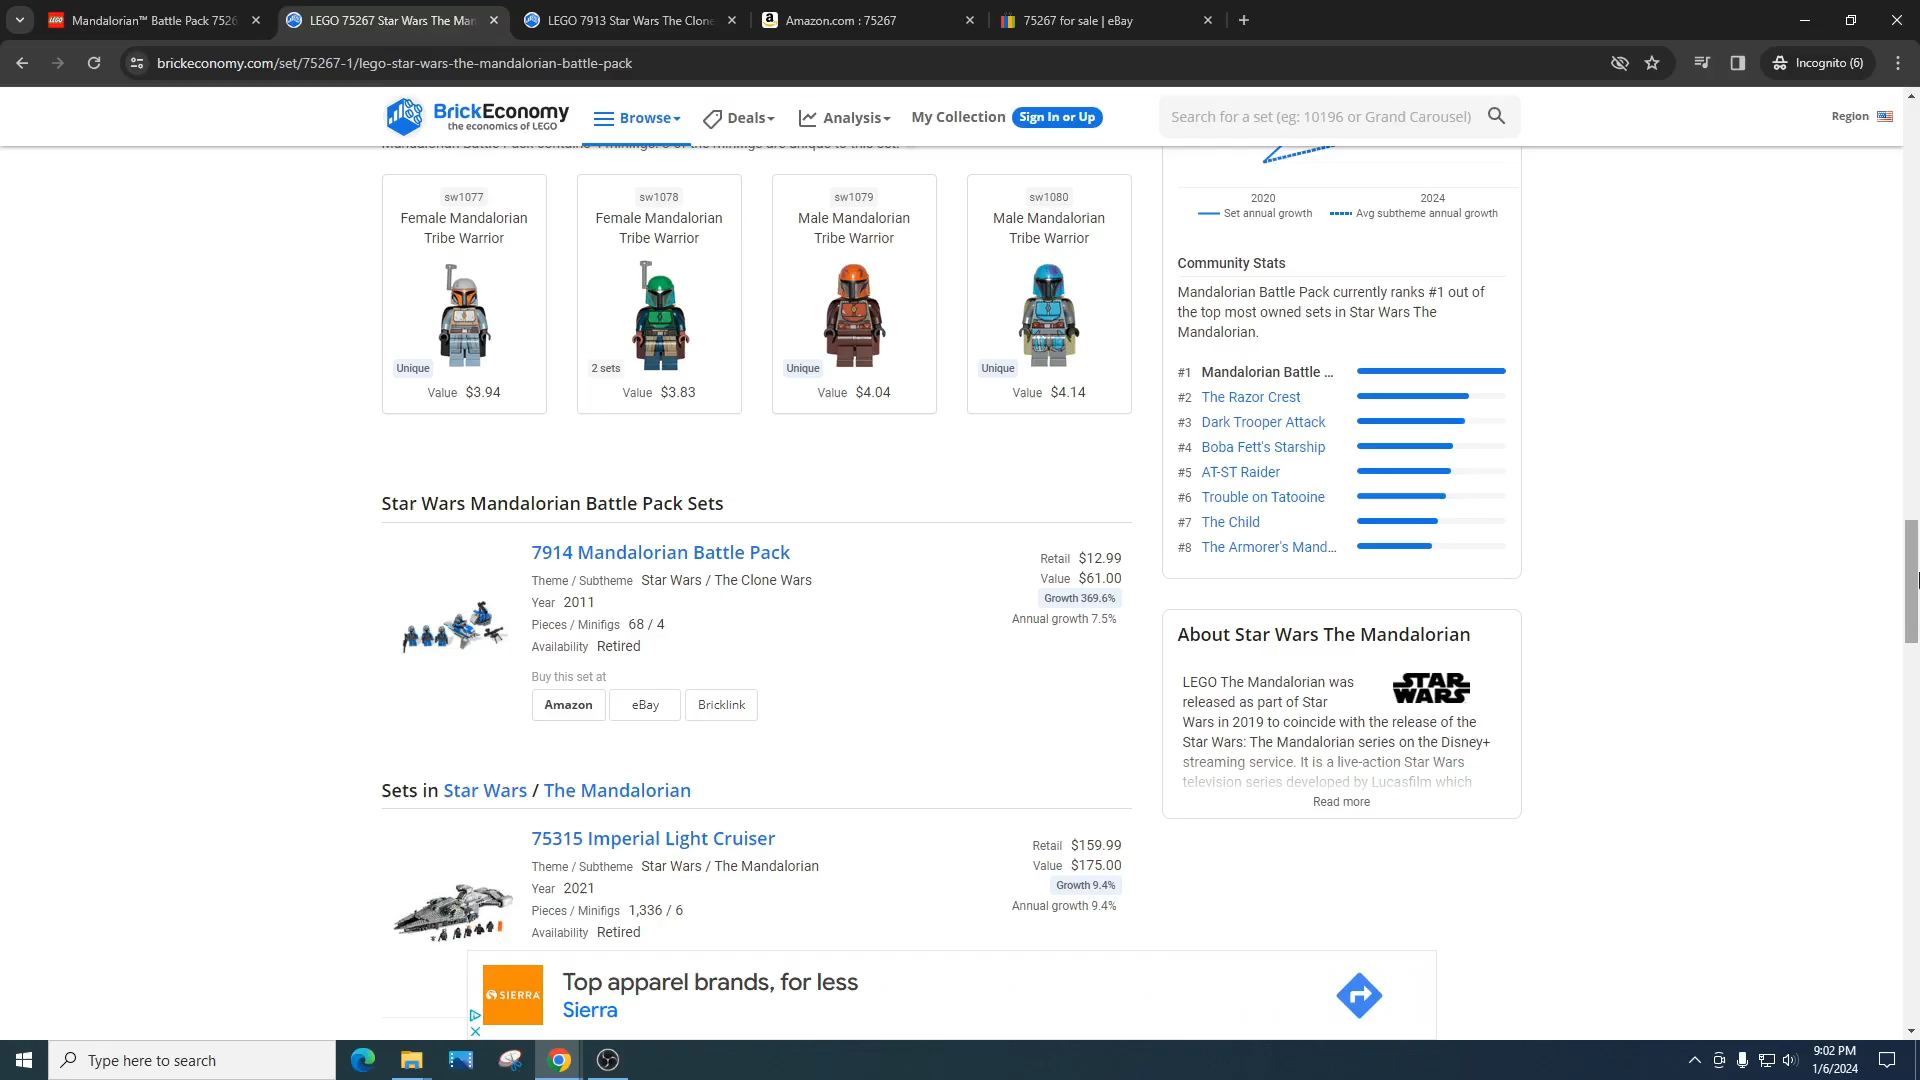 Mandalorian™ Battle Pack 7526
LEGO 75267 Star Wars The Man
LEGO 7913 Star Wars The Clone
Amazon.com : 75267
75267 for sale | eBay
brickeconomy.com/set/75267-1/lego-star-wars-the-mandalorian-battle-pack
Incognito (6)
BrickEconomy
the economics of LEGO
Browse
Deals
Analysis
My Collection
Sign In or Up
Search for a set (eg: 10196 or Grand Carousel)
Region
Mandalorian Battle Pack contains 4 minifigs. 3 of the minifigs are unique to this set.
sw1077
Female Mandalorian
Tribe Warrior
Unique
Value $3.94
sw1078
Female Mandalorian
Tribe Warrior
2 sets
Value $3.83
sw1079
Male Mandalorian
Tribe Warrior
Unique
Value $4.04
sw1080
Male Mandalorian
Tribe Warrior
Unique
Value $4.14
Star Wars Mandalorian Battle Pack Sets
7914 Mandalorian Battle Pack
Theme / Subtheme Star Wars / The Clone Wars
Year 2011
Pieces / Minifigs 68 / 4
Availability Retired
Buy this set at
Amazon
eBay
Bricklink
Retail $12.99
Value $61.00
Growth 369.6%
Annual growth 7.5%
Sets in Star Wars / The Mandalorian
75315 Imperial Light Cruiser
Theme / Subtheme Star Wars / The Mandalorian
Year 2021
Pieces / Minifigs 1,336 / 6
Availability Retired
Retail $159.99
Value $175.00
Growth 9.4%
Annual growth 9.4%
2020
2024
Set annual growth
Avg subtheme annual growth
Community Stats
Mandalorian Battle Pack currently ranks #1 out of
the top most owned sets in Star Wars The
Mandalorian.
#1 Mandalorian Battle ...
#2 The Razor Crest
#3 Dark Trooper Attack
#4 Boba Fett's Starship
#5 AT-ST Raider
#6 Trouble on Tatooine
#7 The Child
#8 The Armorer's Mand...
About Star Wars The Mandalorian
LEGO The Mandalorian was
released as part of Star
Wars in 2019 to coincide with the release of the
Star Wars: The Mandalorian series on the Disney+
streaming service. It is a live-action Star Wars
television series developed by Lucasfilm which
STAR
WARS
Read more
SIERRA
Top apparel brands, for less
Sierra
Type here to search
9:02 PM
1/6/2024